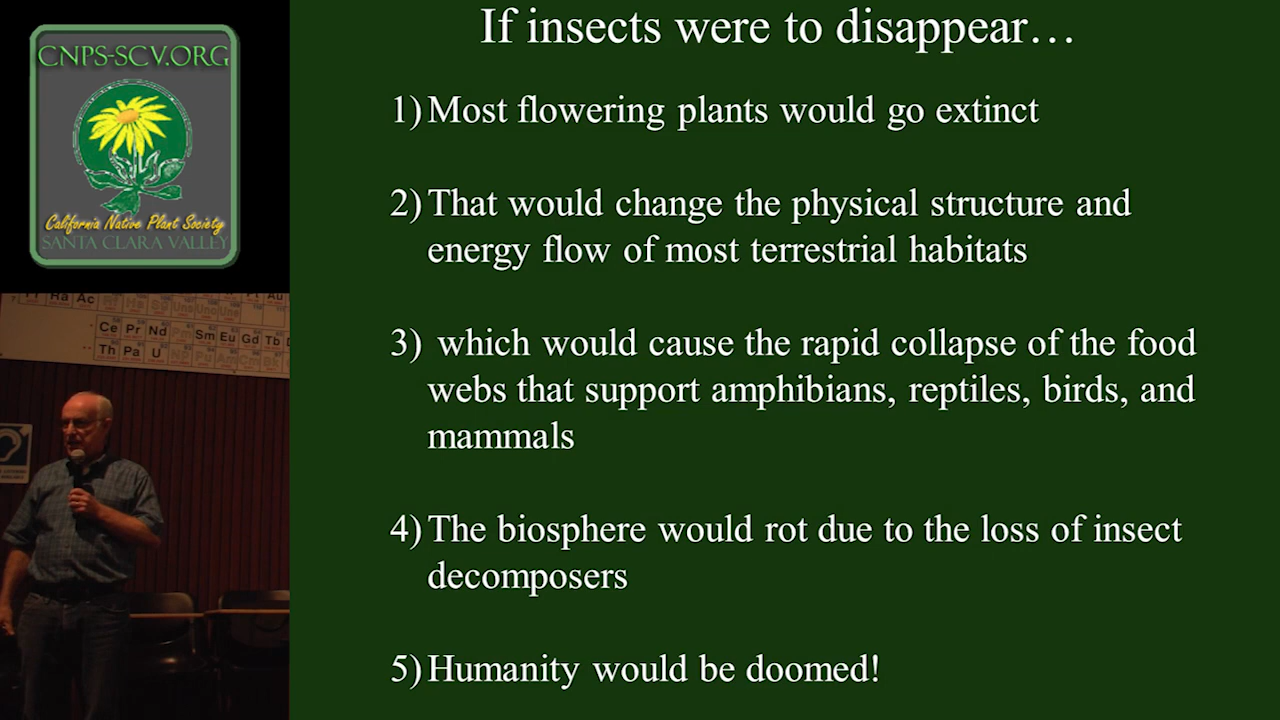 CNPS-SCV.ORG
California Native Plant Society
SANTA CLARA VALLEY
Ra Ac
Ce Pr Nd Pm Sm Eu Gd Tb
Th Pa U
If insects were to disappear…
1) Most flowering plants would go extinct
2) That would change the physical structure and
energy flow of most terrestrial habitats
3) which would cause the rapid collapse of the food
webs that support amphibians, reptiles, birds, and
mammals
4) The biosphere would rot due to the loss of insect
decomposers
5) Humanity would be doomed!